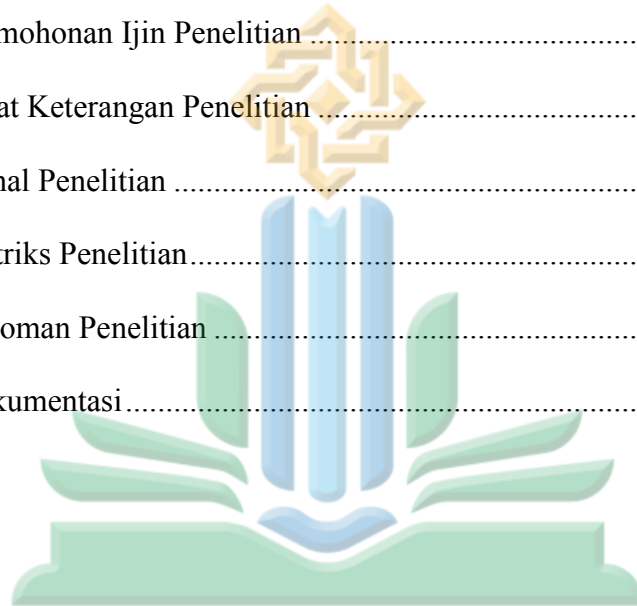 mohonan Ijin Penelitian ........................................
at Keterangan Penelitian .......................................
nal Penelitian .........................................................
triks Penelitian.......................................................
oman Penelitian ....................................................
kumentasi...............................................................